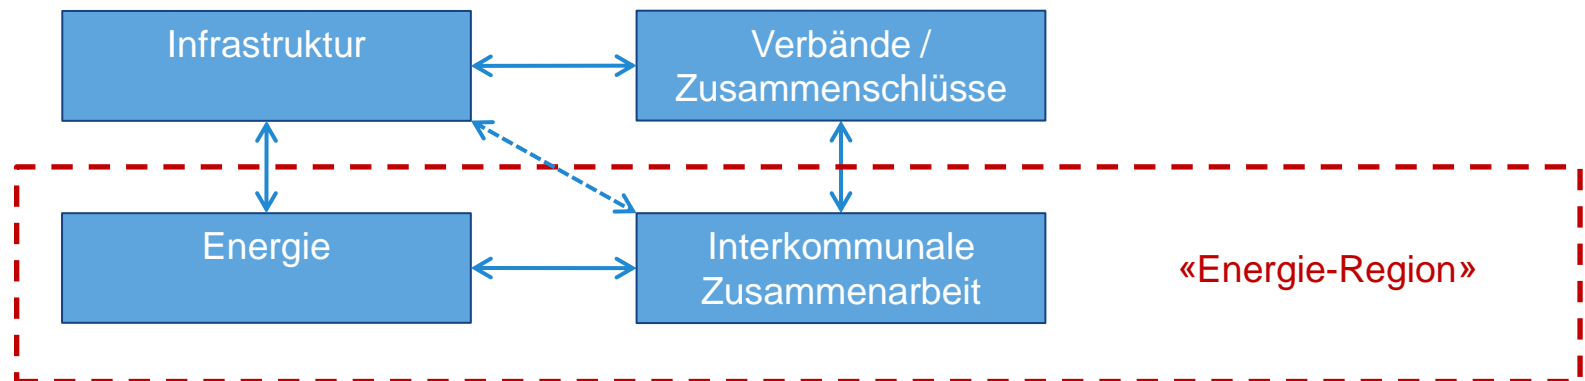 Infrastruktur
Verbände /
Zusammenschlüsse
Energie
Interkommunale
Zusammenarbeit
«Energie-Region»